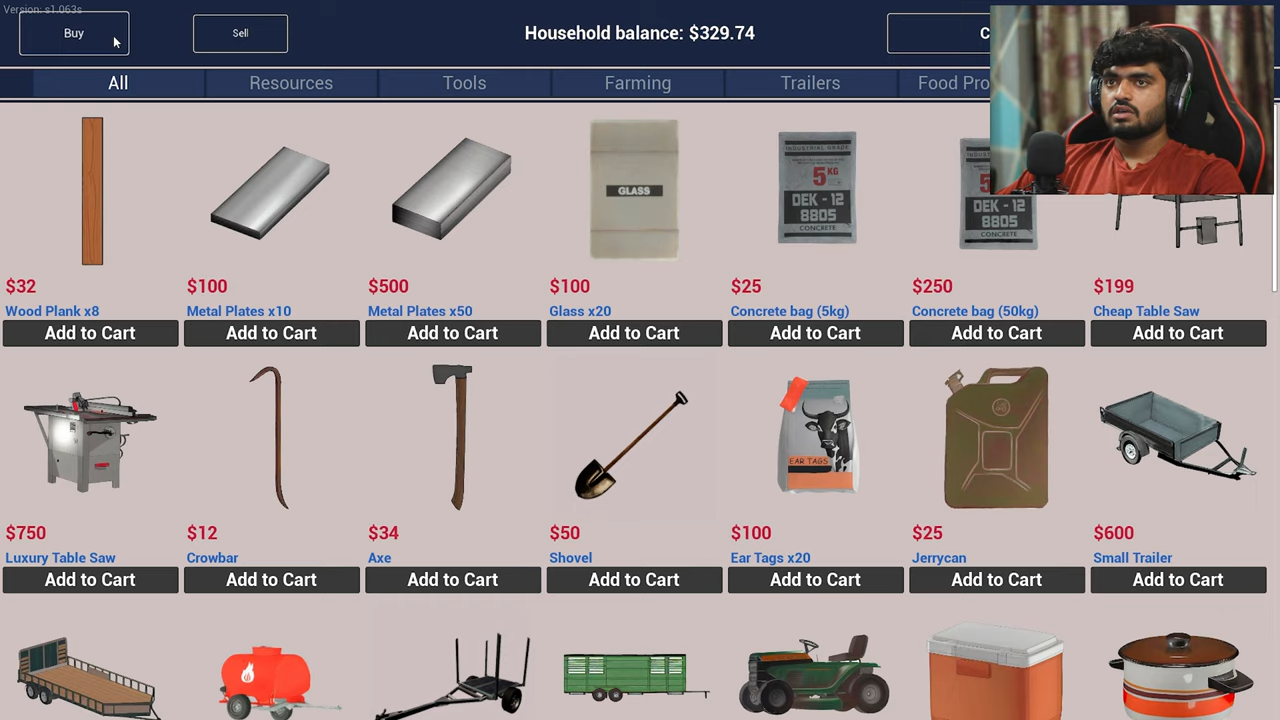 Version: s1.063s
Buy
Sell
Household balance: $329.74
C
All
Resources
Tools
Farming
Trailers
Food Pro
GLASS
INDUSTRIAL GRADE
5 KG
DEK - 12
8805
CONCRETE
INDUST
5
DEK - 12
8805
CONCRETE
$32
$100
$500
$100
$25
$250
$199
Wood Plank x8
Metal Plates x10
Metal Plates x50
Glass x20
Concrete bag (5kg)
Concrete bag (50kg)
Cheap Table Saw
Add to Cart
Add to Cart
Add to Cart
Add to Cart
Add to Cart
Add to Cart
Add to Cart
EAR TAGS
$750
$12
$34
$50
$100
$25
$600
Luxury Table Saw
Crowbar
Axe
Shovel
Ear Tags x20
Jerrycan
Small Trailer
Add to Cart
Add to Cart
Add to Cart
Add to Cart
Add to Cart
Add to Cart
Add to Cart